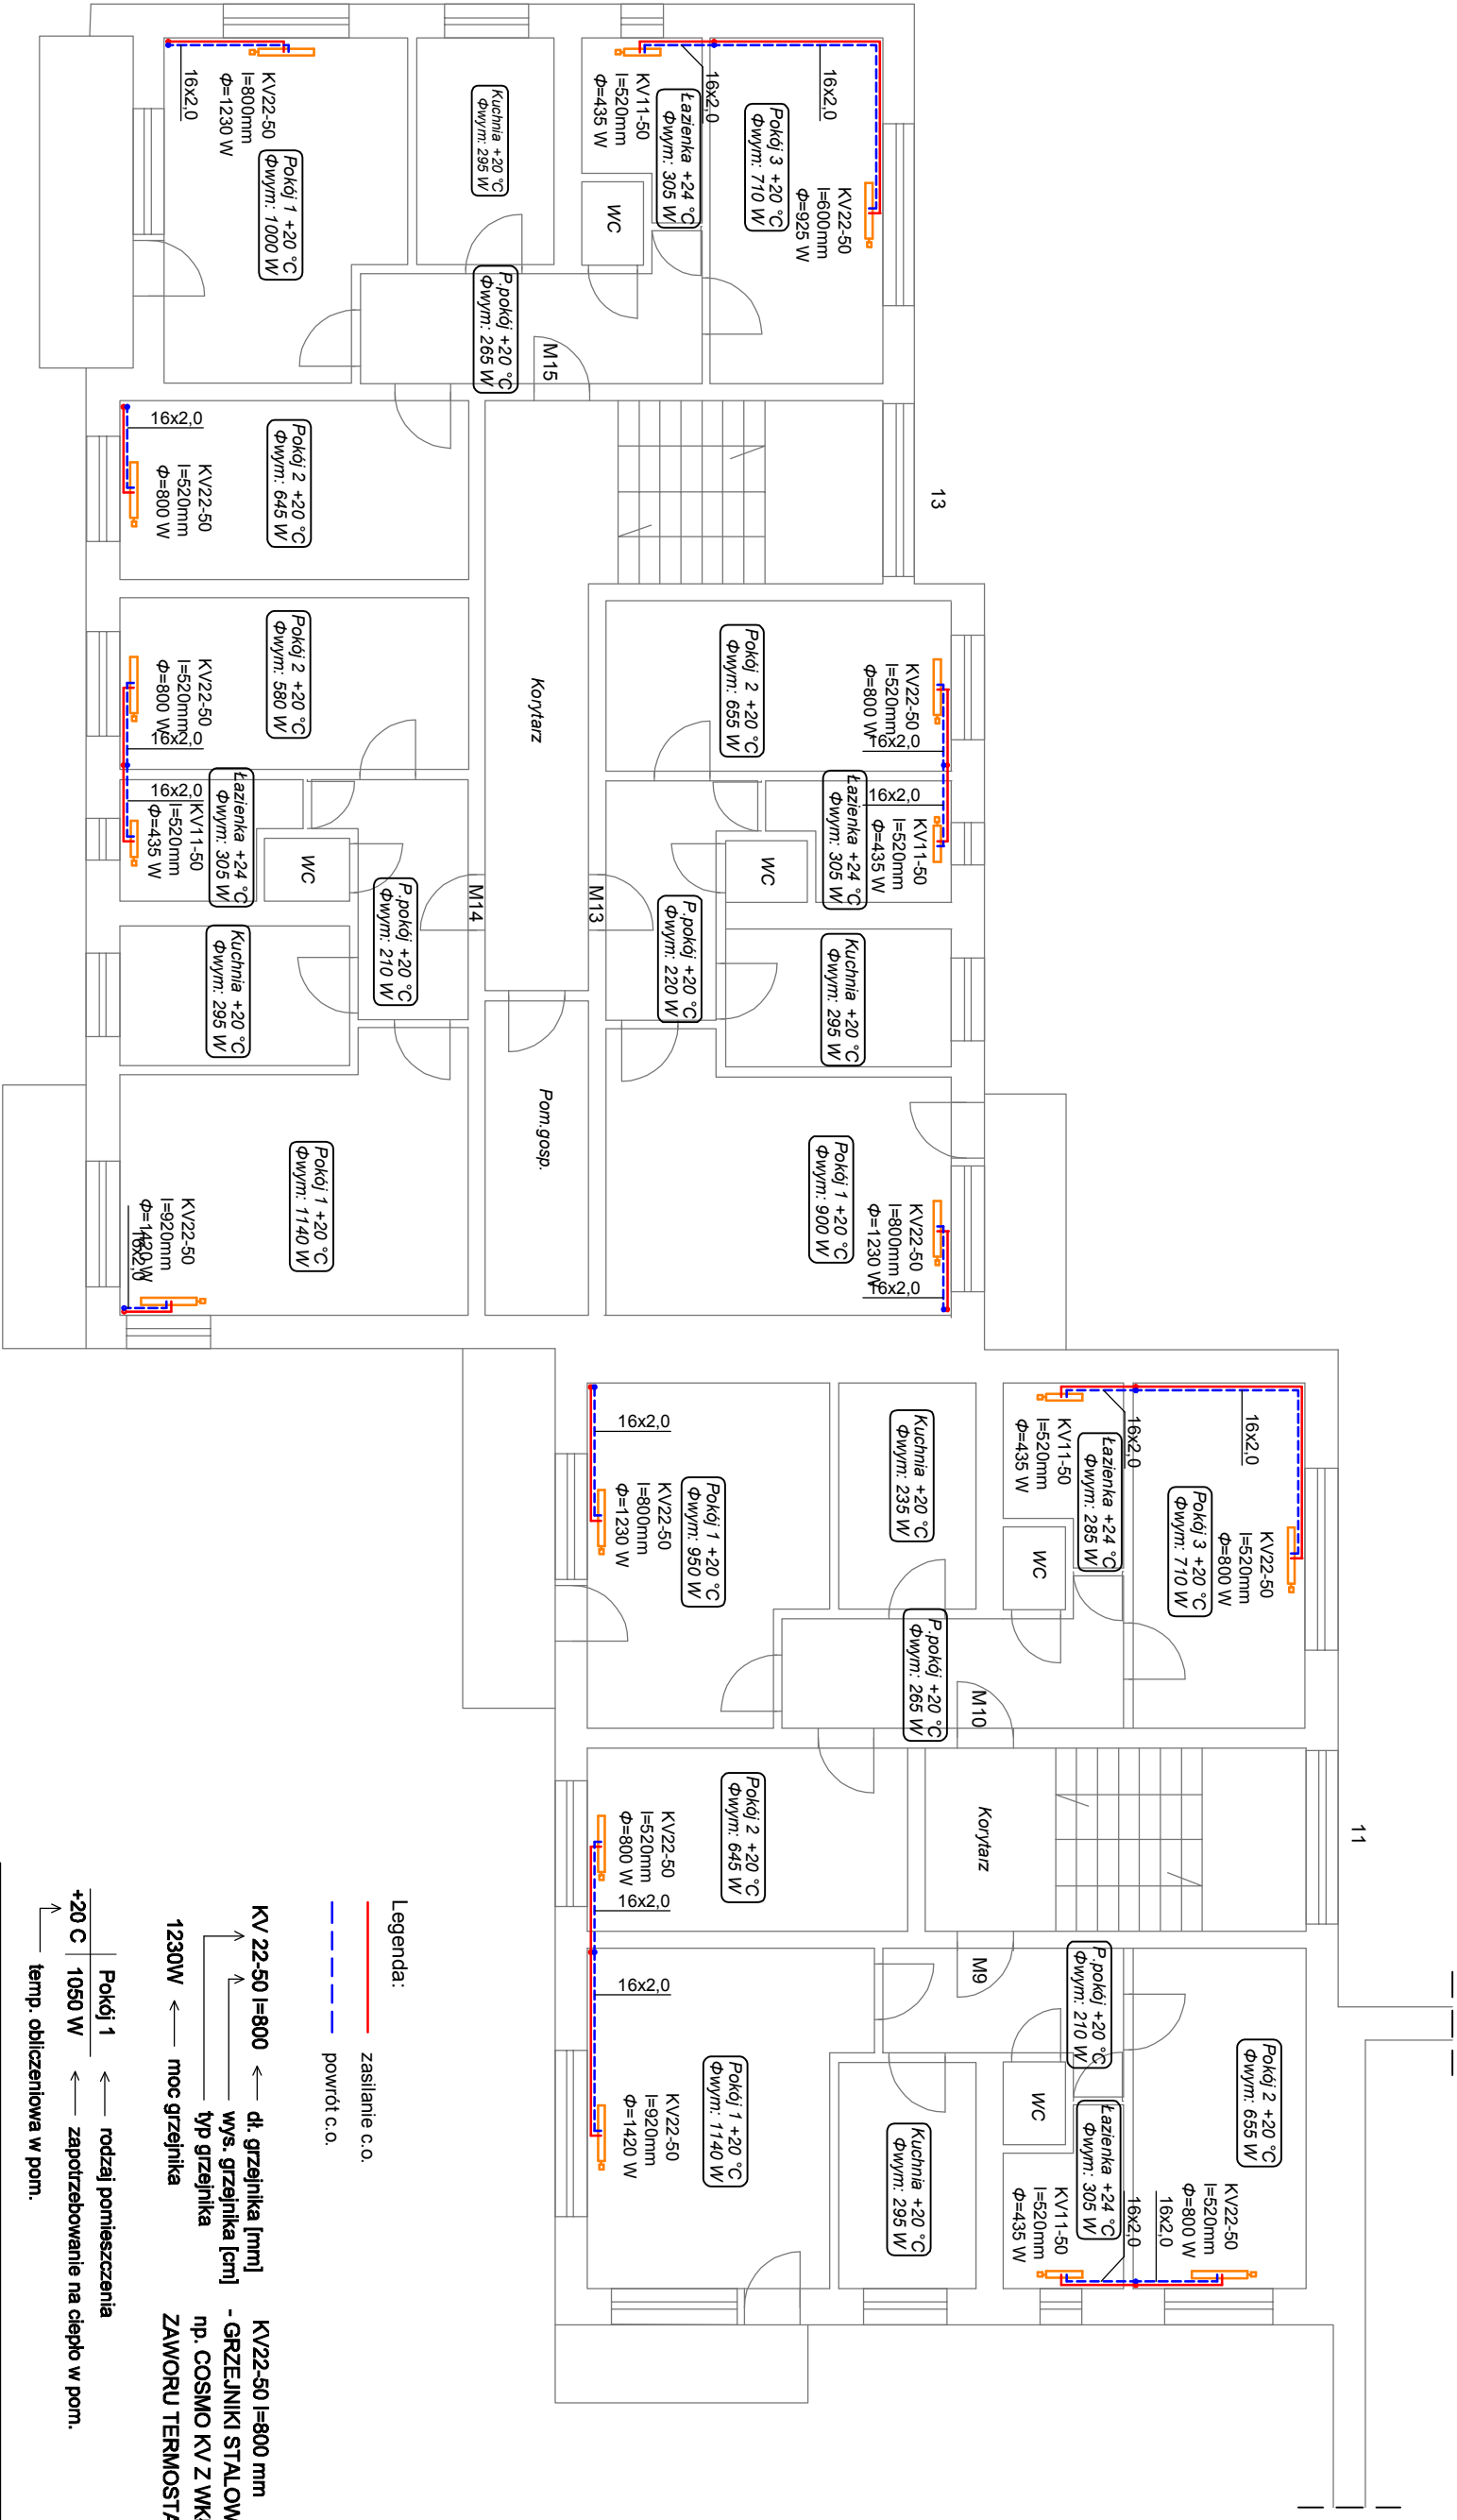 13
11
16x2,0
KV22-50
l=800mm
Φ=1230 W
Pokój 1 +20 °C
Φwym: 1000 W
Kuchnia +20 °C
Φwym: 295 W
KV11-50
l=520mm
Φ=435 W
16x2,0
Łazienka +24 °C
Φwym: 305 W
WC
16x2,0
Pokój 3 +20 °C
Φwym: 710 W
KV22-50
l=600mm
Φ=925 W
P.pokój +20 °C
Φwym: 265 W
M15
16x2,0
KV22-50
l=520mm
Φ=800 W
Pokój 2 +20 °C
Φwym: 645 W
Korytarz
Pokój 2 +20 °C
Φwym: 580 W
KV22-50
l=520mm
Φ=800 W
16x2,0
16x2,0
KV11-50
l=520mm
Φ=435 W
Łazienka +24 °C
Φwym: 305 W
WC
P.pokój +20 °C
Φwym: 210 W
M14
Kuchnia +20 °C
Φwym: 295 W
Pokój 1 +20 °C
Φwym: 1140 W
KV22-50
l=920mm
Φ=1420 W
16x2,0
Pom.gosp.
Pokój 2 +20 °C
Φwym: 655 W
KV22-50
l=520mm
Φ=800 W
16x2,0
16x2,0
KV11-50
l=520mm
Φ=435 W
Łazienka +24 °C
Φwym: 305 W
WC
M13
P.pokój +20 °C
Φwym: 220 W
Kuchnia +20 °C
Φwym: 295 W
Pokój 1 +20 °C
Φwym: 900 W
KV22-50
l=800mm
Φ=1230 W
16x2,0
16x2,0
KV22-50
l=800mm
Φ=1230 W
Pokój 1 +20 °C
Φwym: 950 W
Kuchnia +20 °C
Φwym: 235 W
KV11-50
l=520mm
Φ=435 W
16x2,0
Łazienka +24 °C
Φwym: 285 W
WC
16x2,0
Pokój 3 +20 °C
Φwym: 710 W
KV22-50
l=520mm
Φ=800 W
P.pokój +20 °C
Φwym: 265 W
M10
Korytarz
Pokój 2 +20 °C
Φwym: 645 W
KV22-50
l=520mm
Φ=800 W
16x2,0
16x2,0
KV22-50
l=920mm
Φ=1420 W
Pokój 1 +20 °C
Φwym: 1140 W
M9
P.pokój +20 °C
Φwym: 210 W
WC
Kuchnia +20 °C
Φwym: 295 W
Łazienka +24 °C
Φwym: 305 W
KV11-50
l=520mm
Φ=435 W
16x2,0
16x2,0
KV22-50
l=520mm
Φ=800 W
Pokój 2 +20 °C
Φwym: 655 W
Legenda:
zasilanie c.o.
powrót c.o.
KV 22-50 l=800
dł. grzejnika [mm]
wys. grzejnika [cm]
typ grzejnika
1230W
moc grzejnika
Pokój 1
rodzaj pomieszczenia
+20 C
1050 W
zapotrzebowanie na ciepło w pom.
temp. obliczeniowa w pom.
KV22-50 l=800 mm
- GRZEJNIKI STALOW
np. COSMO KV Z WK
ZAWORU TERMOSTA